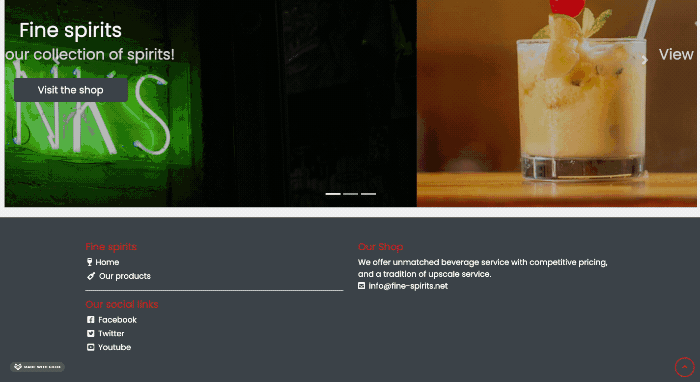 Fine spirits
our collection of spirits!
View
Visit the shop
NKS
Fine spirits
Home
Our products
Our social links
Facebook
Twitter
Youtube
Our Shop
We offer unmatched beverage service with competitive pricing,
and a tradition of upscale service.
info@fine-spirits.net